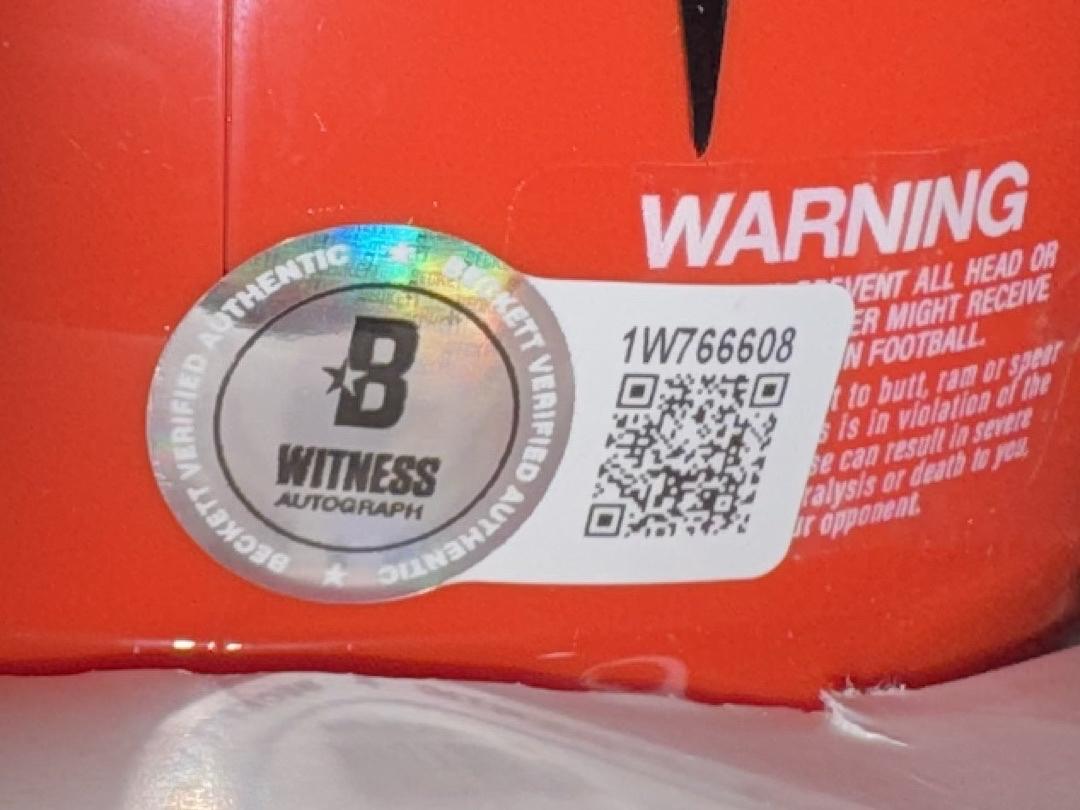 BECKETT VERIFIED AUTHENTIC ★ BECKETT VERIFIED AUTHENTIC ★
B
WITNESS
AUTOGRAPH
1W766608
WARNING
PREVENT ALL HEAD OR
ER MIGHT RECEIVE
N FOOTBALL.
t to butt, ram or spear
s is in violation of the
se can result in severe
ralysis or death to you,
ur opponent.